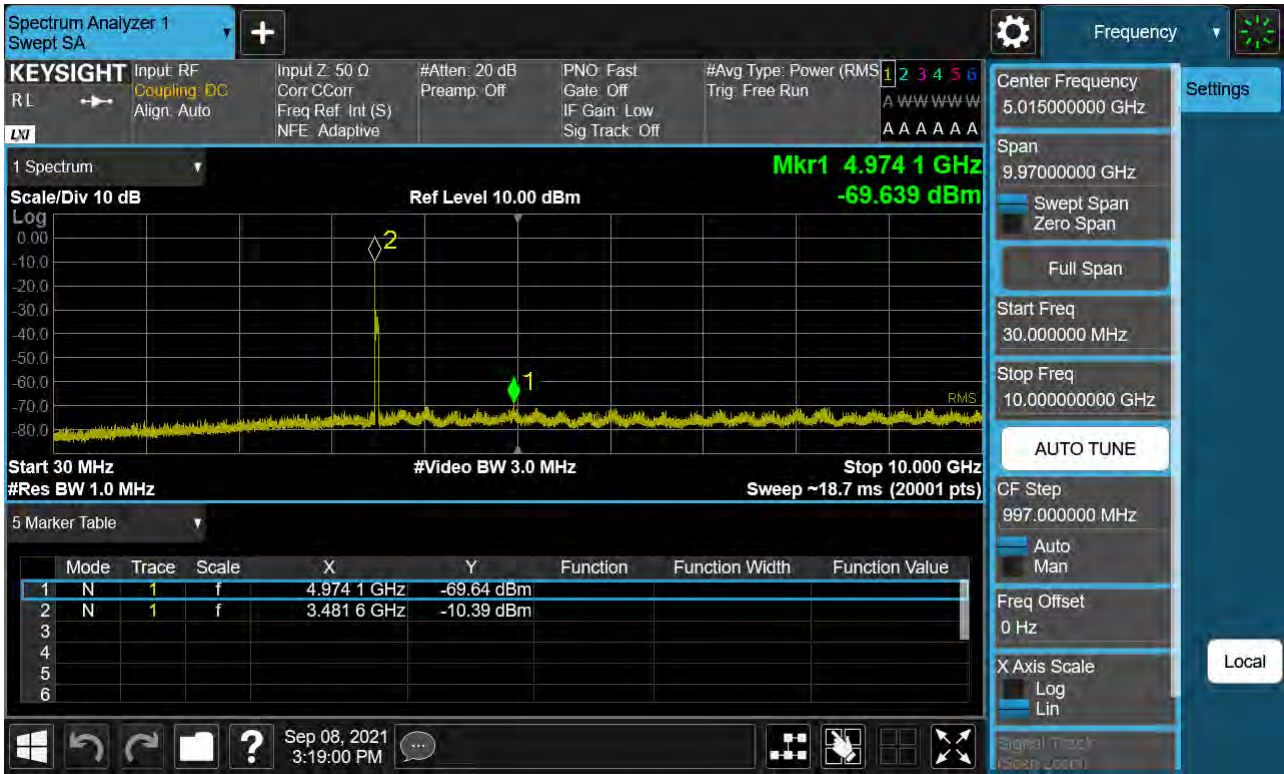 Spectrum Analyzer 1
Swept SA
+
Frequency
KEYSIGHT
RL
LXI
Input: RF
Coupling: DC
Align: Auto
Input Z: 50 Ω
Corr CCorr
Freq Ref: Int (S)
NFE: Adaptive
#Atten: 20 dB
Preamp: Off
PNO: Fast
Gate: Off
IF Gain: Low
Sig Track: Off
#Avg Type: Power (RMS
Trig: Free Run
1 2 3 4 5 6
A W W W W W
A A A A A A
1 Spectrum
Scale/Div 10 dB
Ref Level 10.00 dBm
Mkr1 4.974 1 GHz
-69.639 dBm
Log
0.00
-10.0
-20.0
-30.0
-40.0
-50.0
-60.0
-70.0
-80.0
2
1
RMS
Start 30 MHz
#Video BW 3.0 MHz
Stop 10.000 GHz
#Res BW 1.0 MHz
Sweep ~18.7 ms (20001 pts)
5 Marker Table
Mode Trace Scale X Y Function Function Width Function Value
1 N 1 f 4.974 1 GHz -69.64 dBm
2 N 1 f 3.481 6 GHz -10.39 dBm
3
4
5
6
Sep 08, 2021
3:19:00 PM
?
Center Frequency
5.015000000 GHz
Settings
Span
9.97000000 GHz
Swept Span
Zero Span
Full Span
Start Freq
30.000000 MHz
Stop Freq
10.000000000 GHz
AUTO TUNE
CF Step
997.000000 MHz
Auto
Man
Freq Offset
0 Hz
X Axis Scale
Log
Lin
Local
Signal Track
(Span Zoom)